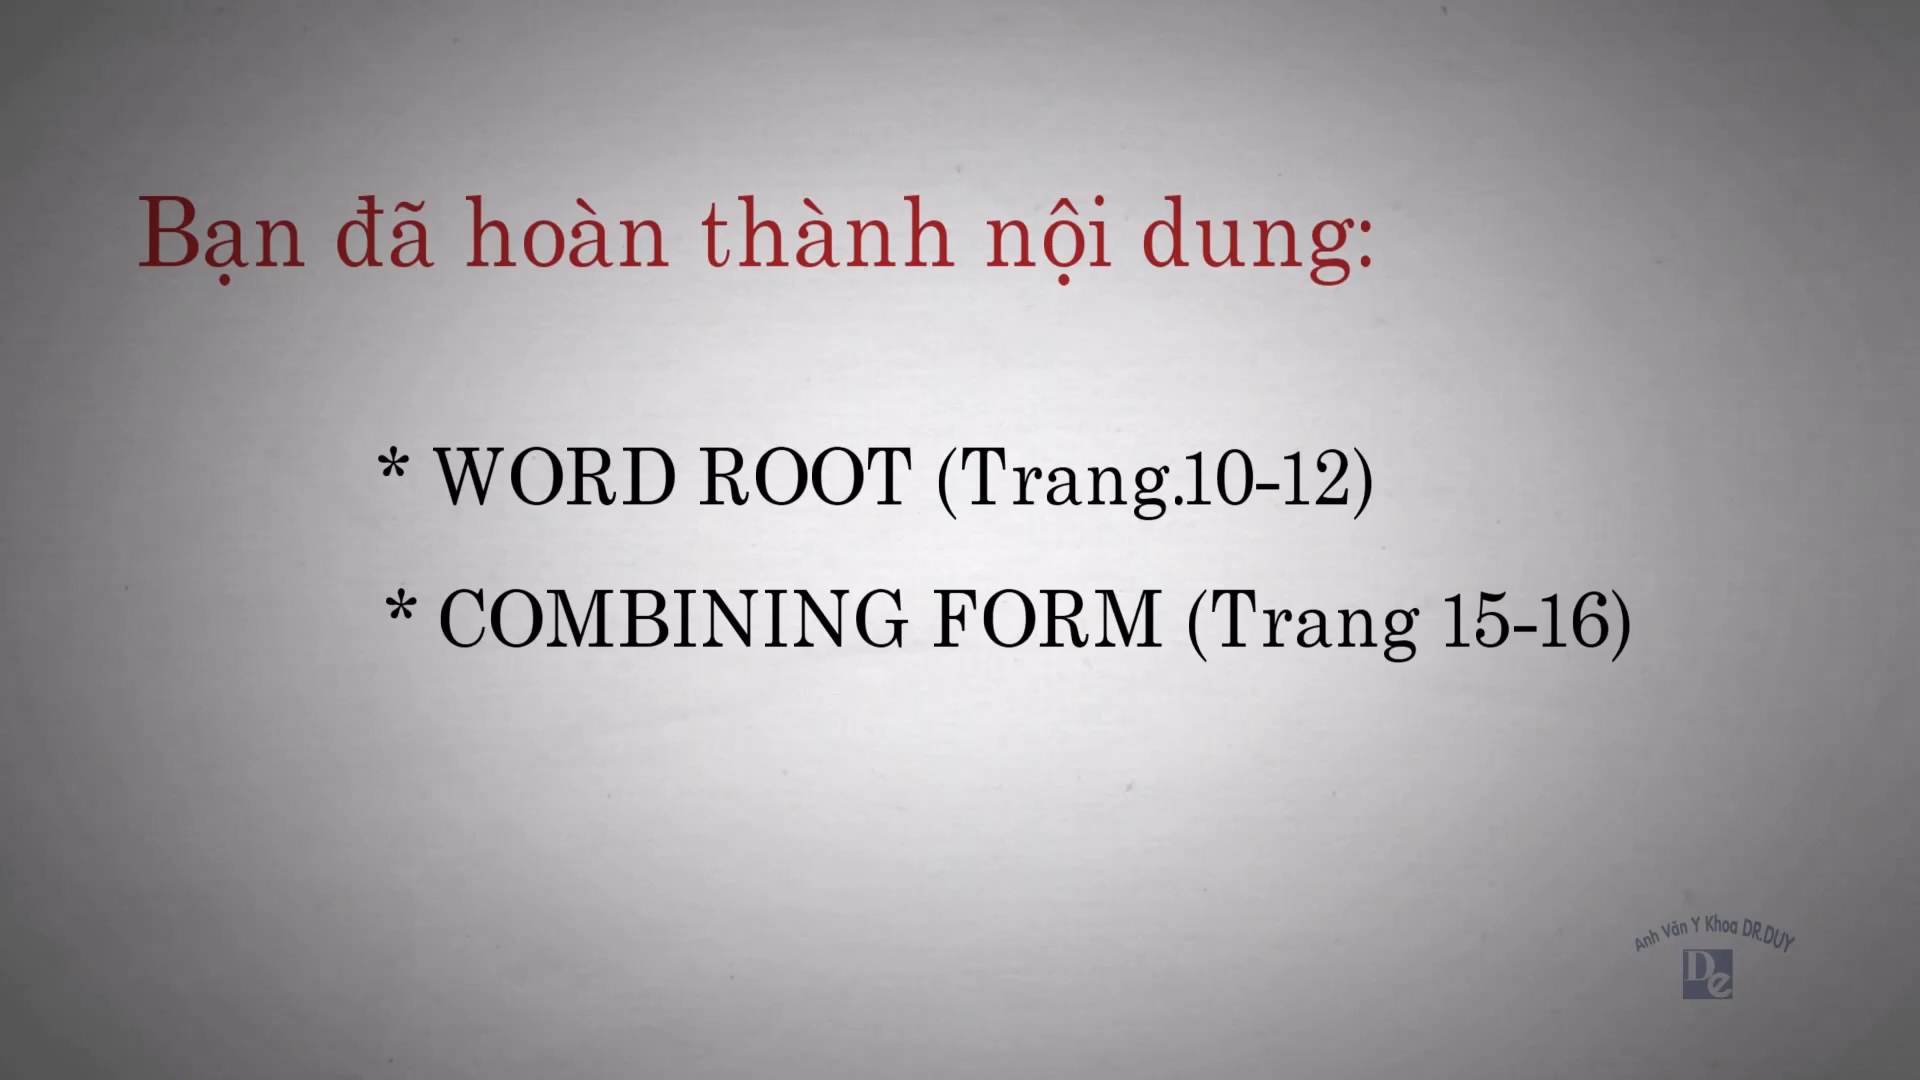 Bạn đã hoàn thành nội dung:
* WORD ROOT (Trang.10-12)
* COMBINING FORM (Trang 15-16)
Anh Văn Y Khoa DR.DUY
De